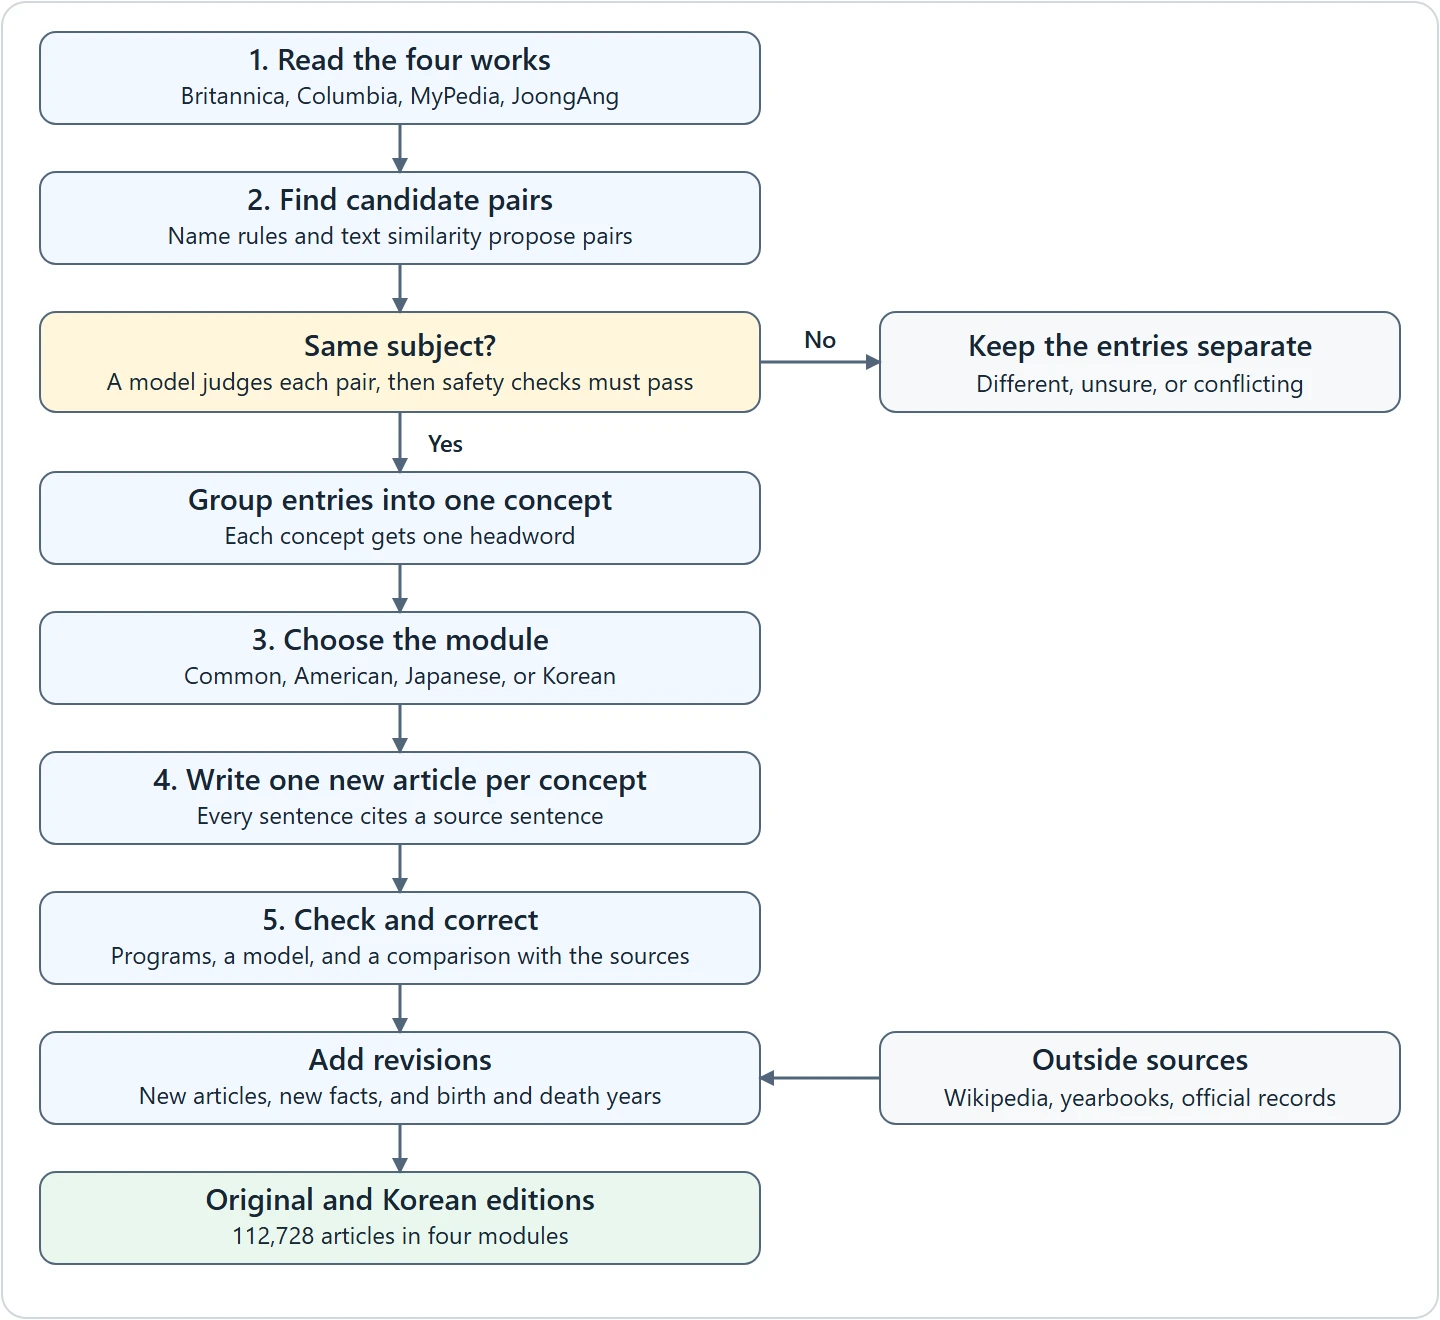 1. Read the four works
Britannica, Columbia, MyPedia, JoongAng
2. Find candidate pairs
Name rules and text similarity propose pairs
Same subject?
A model judges each pair, then safety checks must pass
No
Keep the entries separate
Different, unsure, or conflicting
Yes
Group entries into one concept
Each concept gets one headword
3. Choose the module
Common, American, Japanese, or Korean
4. Write one new article per concept
Every sentence cites a source sentence
5. Check and correct
Programs, a model, and a comparison with the sources
Add revisions
New articles, new facts, and birth and death years
Outside sources
Wikipedia, yearbooks, official records
Original and Korean editions
112,728 articles in four modules